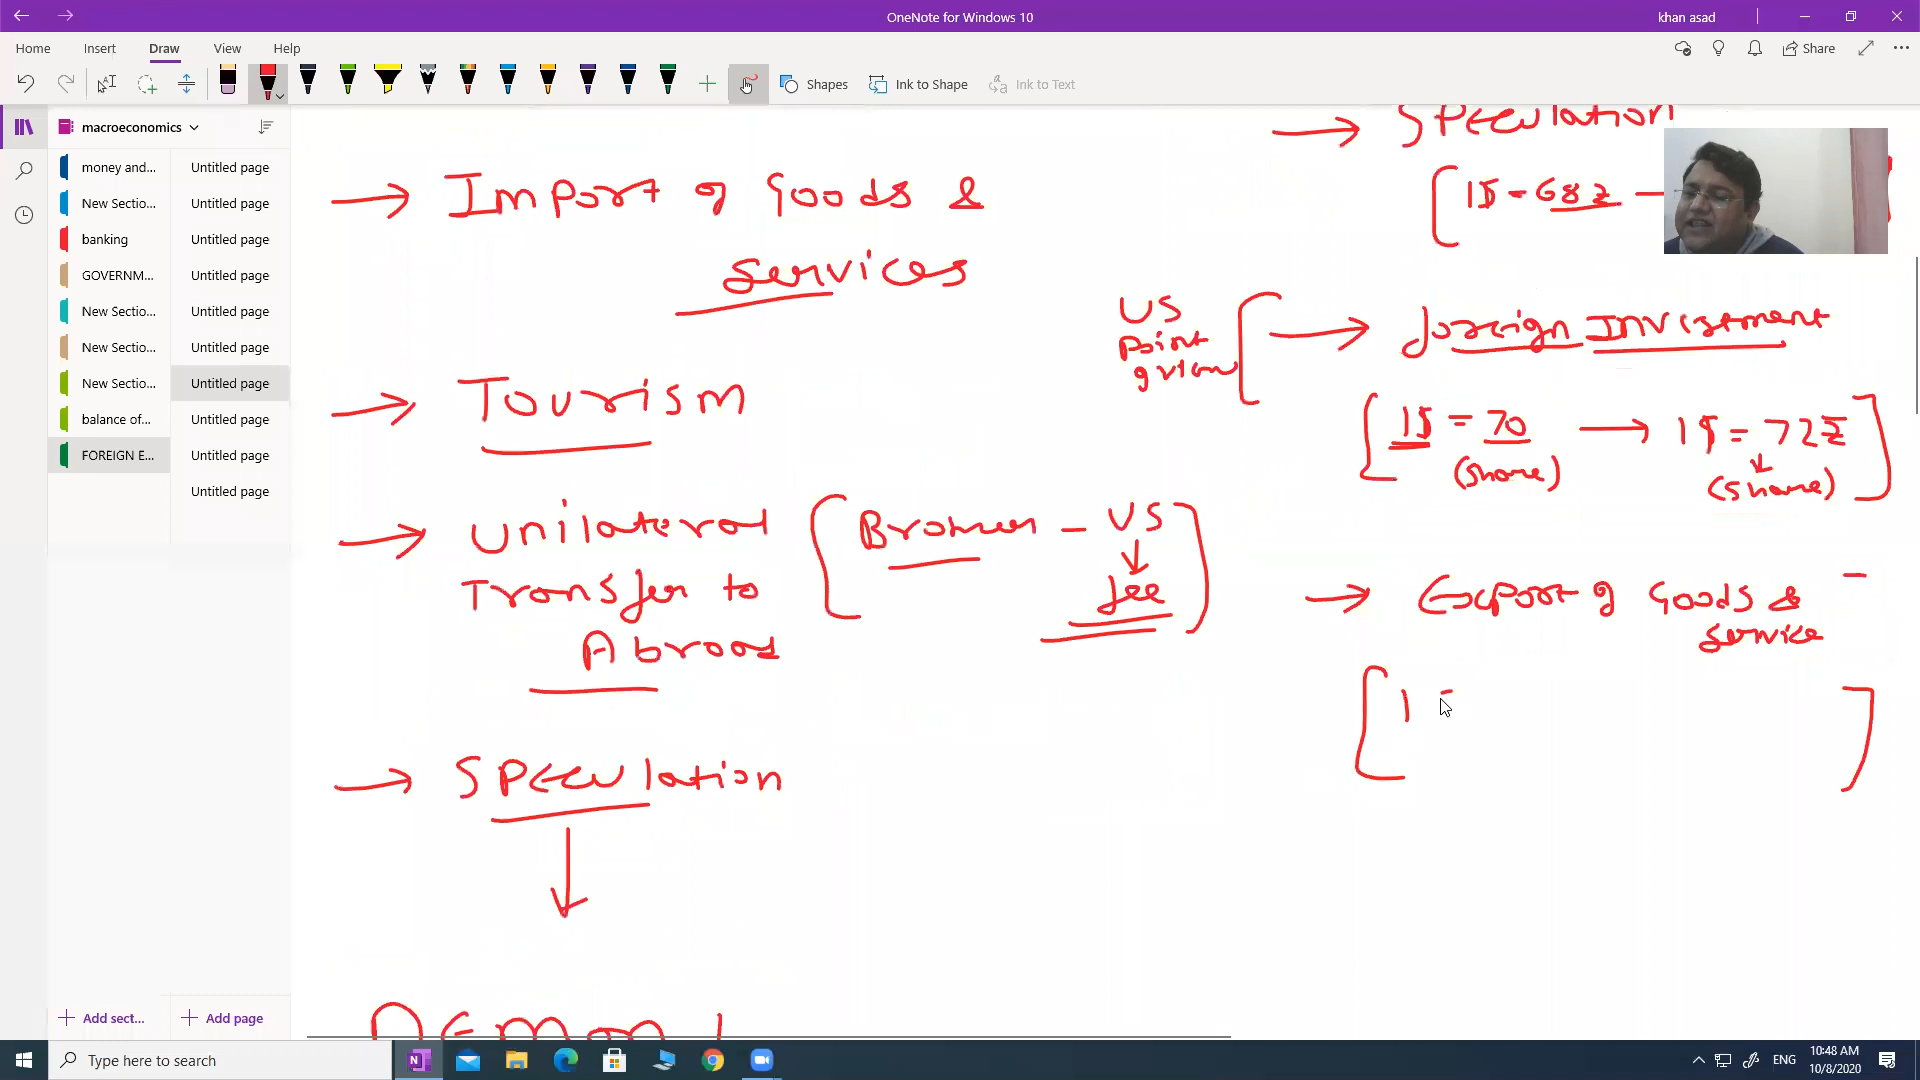 OneNote for Windows 10
khan asad
Home Insert Draw View Help
Share
Shapes
Ink to Shape
Ink to Text
macroeconomics
money and...
New Sectio...
banking
GOVERNM...
New Sectio...
New Sectio...
New Sectio...
balance of...
FOREIGN E...
Untitled page
Untitled page
Untitled page
Untitled page
Untitled page
Untitled page
Untitled page
Untitled page
Untitled page
Untitled page
Add sect...
Add page
→ Import of Goods &
services
→ Tourism
→ Unilateral
Transfer to
Abroad
[ Brother - US
↓
fee ]
→ Speculation
↓
DEMAN
→ Speculation
[ 1$ = 68₹ -
US
Point
of view
→ foreign Investment
[ 1$ = 70 → 1$ = 72₹ ]
(share) (share)
→ Export of Goods &
service
[ 1 ]
Type here to search
ENG
10:48 AM
10/8/2020